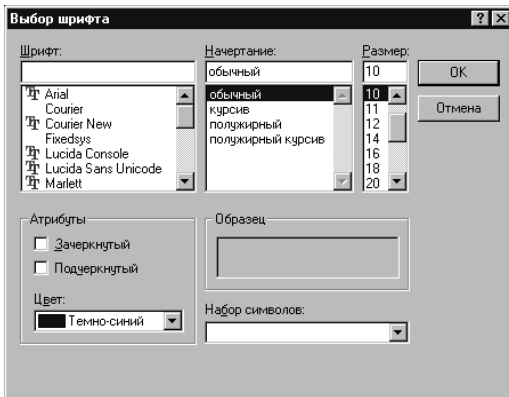 Выбор шрифта
Шрифт:
Начертание:
Размер:
обычный
10
OK
Arial
Courier
Courier New
Fixedsys
Lucida Console
Lucida Sans Unicode
Marlett
обычный
курсив
полужирный
полужирный курсив
10
11
12
14
16
18
20
Отмена
Атрибуты
Зачеркнутый
Подчеркнутый
Цвет:
Темно-синий
Образец
Набор символов: